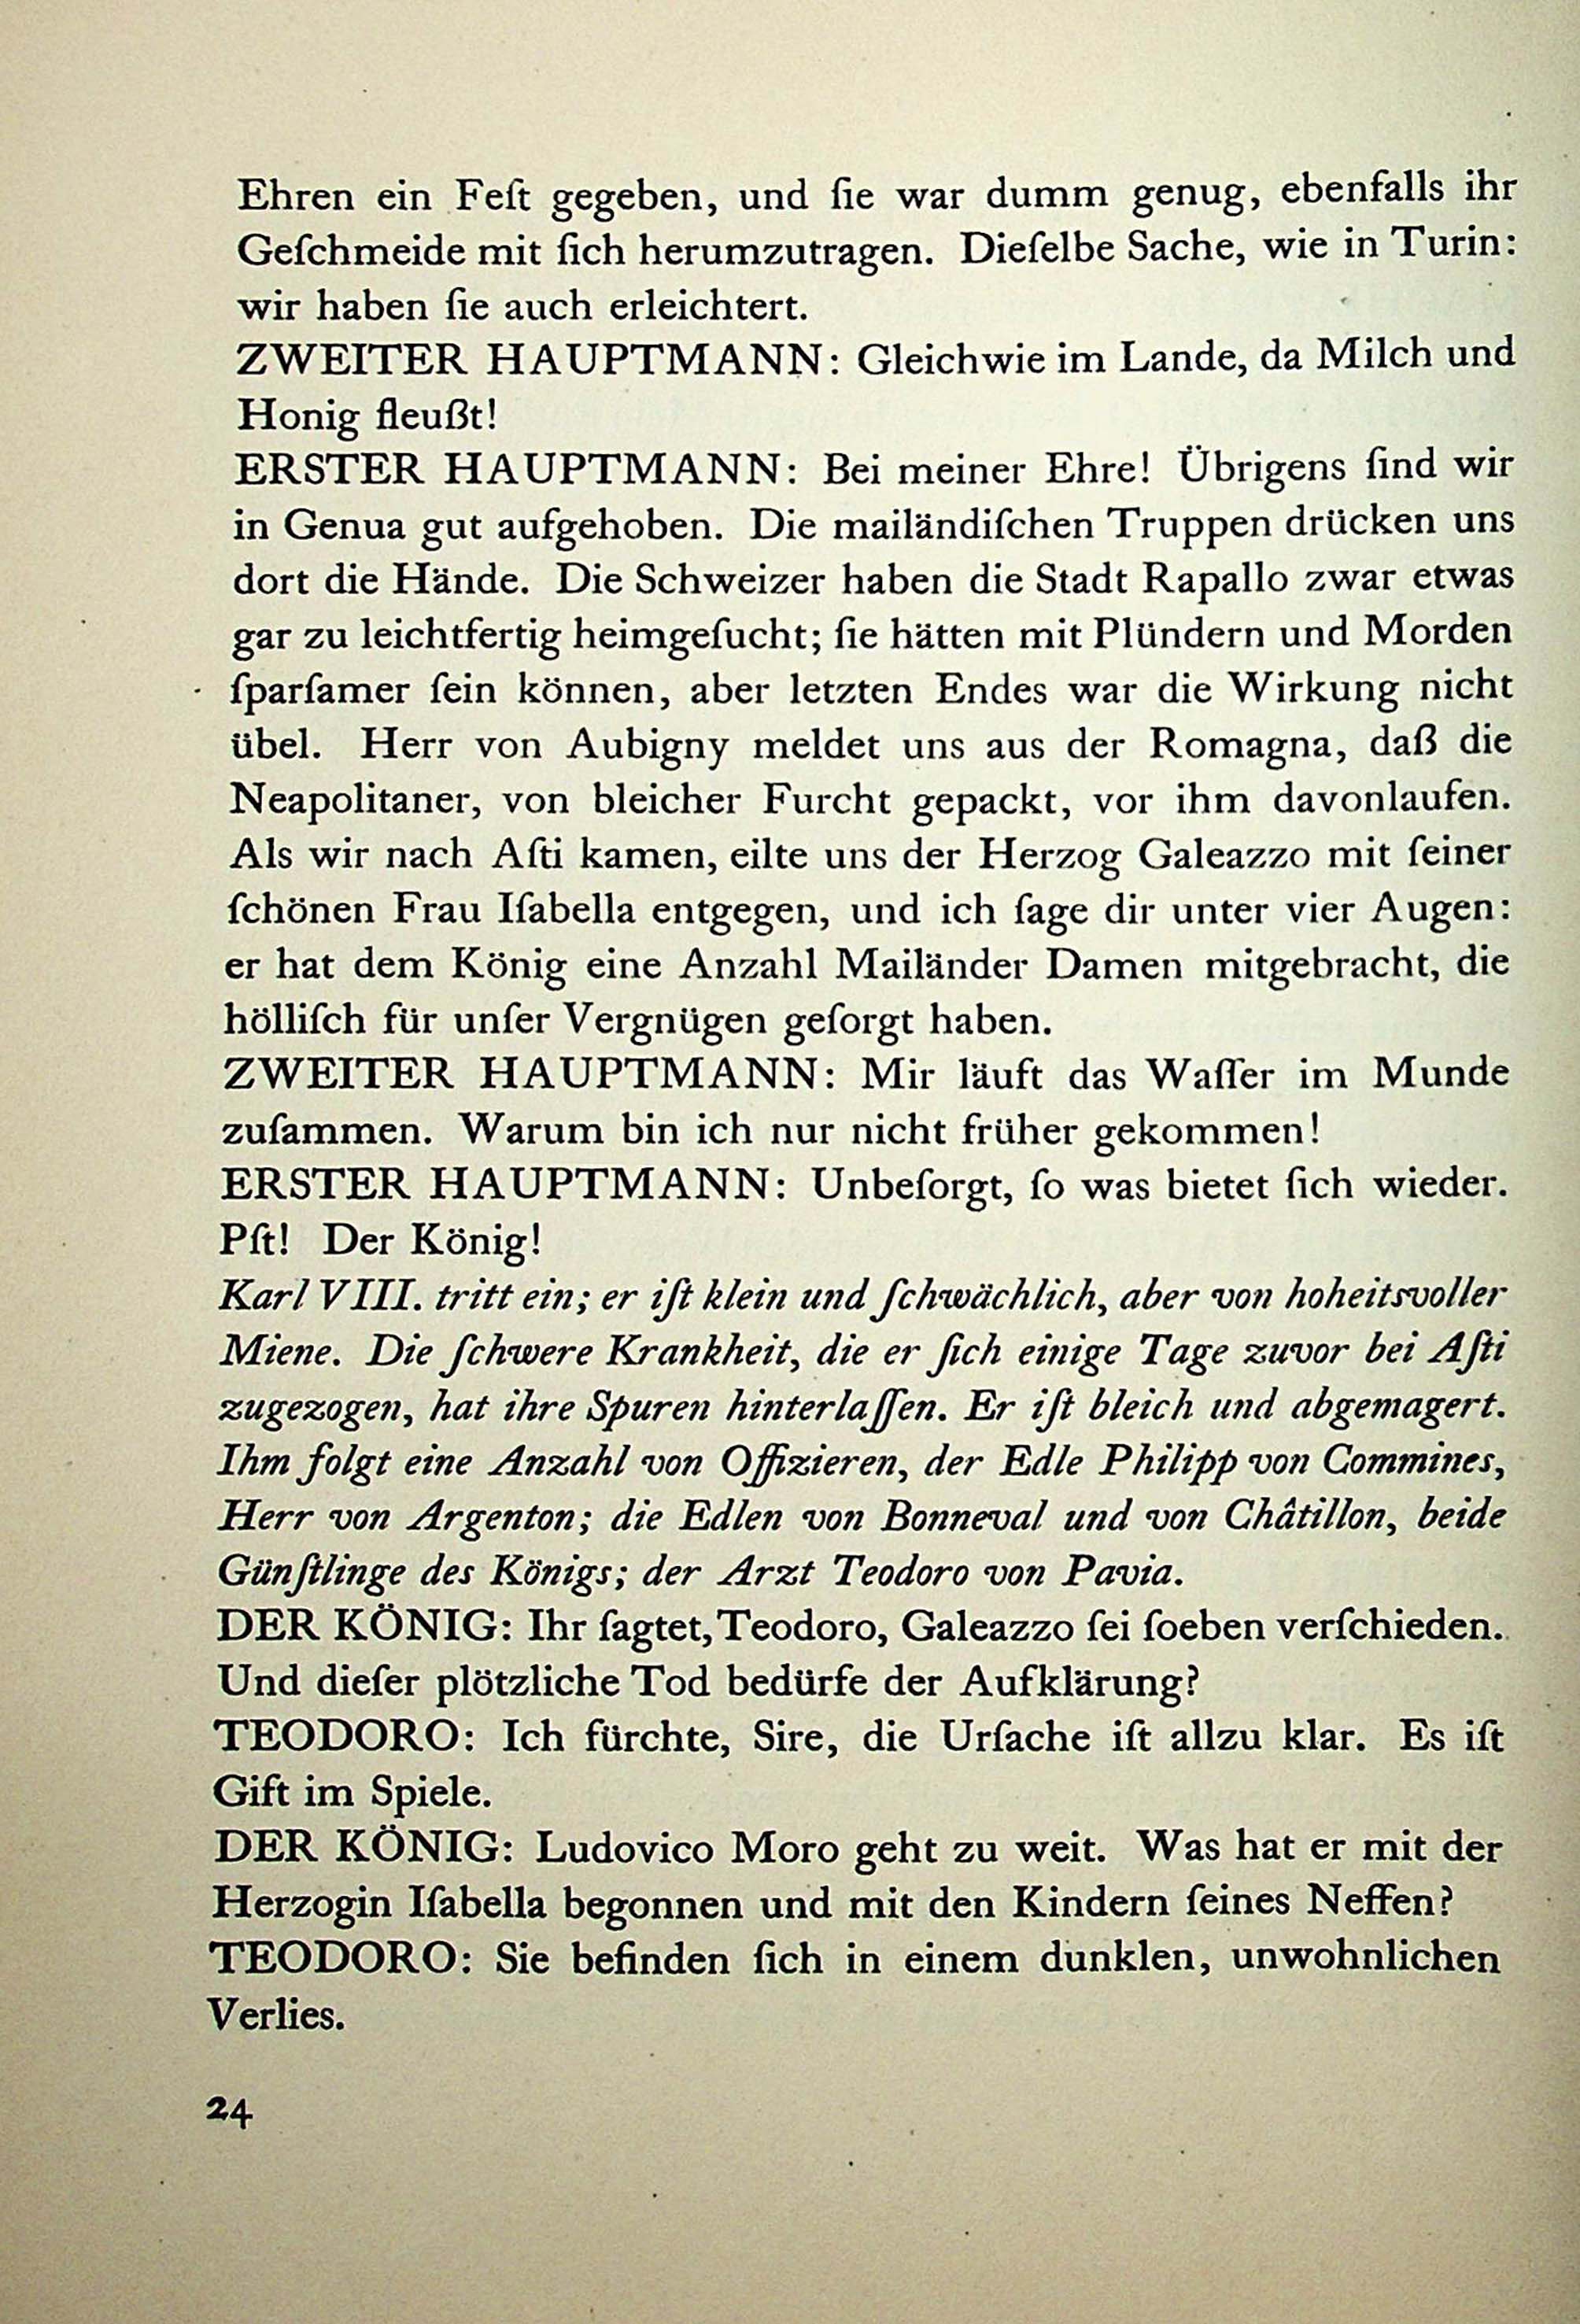 Ehren ein Feſt gegeben, und ſie war dumm genug, ebenfalls ihr
Geſchmeide mit ſich herumzutragen. Dieſelbe Sache, wie in Turin:
wir haben ſie auch erleichtert.
ZWEITER HAUPTMANN: Gleichwie im Lande, da Milch und
Honig fleußt!
ERSTER HAUPTMANN: Bei meiner Ehre! Übrigens ſind wir
in Genua gut aufgehoben. Die mailändiſchen Truppen drücken uns
dort die Hände. Die Schweizer haben die Stadt Rapallo zwar etwas
gar zu leichtfertig heimgeſucht; ſie hätten mit Plündern und Morden
ſparſamer ſein können, aber letzten Endes war die Wirkung nicht
übel. Herr von Aubigny meldet uns aus der Romagna, daß die
Neapolitaner, von bleicher Furcht gepackt, vor ihm davonlaufen.
Als wir nach Aſti kamen, eilte uns der Herzog Galeazzo mit ſeiner
ſchönen Frau Iſabella entgegen, und ich ſage dir unter vier Augen:
er hat dem König eine Anzahl Mailänder Damen mitgebracht, die
hölliſch für unſer Vergnügen geſorgt haben.
ZWEITER HAUPTMANN: Mir läuft das Waſſer im Munde
zuſammen. Warum bin ich nur nicht früher gekommen!
ERSTER HAUPTMANN: Unbeſorgt, ſo was bietet ſich wieder.
Pſt! Der König!
Karl VIII. tritt ein; er iſt klein und ſchwächlich, aber von hoheitsvoller
Miene. Die ſchwere Krankheit, die er ſich einige Tage zuvor bei Aſti
zugezogen, hat ihre Spuren hinterlaſſen. Er iſt bleich und abgemagert.
Ihm folgt eine Anzahl von Offizieren, der Edle Philipp von Commines,
Herr von Argenton; die Edlen von Bonneval und von Châtillon, beide
Günſtlinge des Königs; der Arzt Teodoro von Pavia.
DER KÖNIG: Ihr ſagtet, Teodoro, Galeazzo ſei ſoeben verſchieden.
Und dieſer plötzliche Tod bedürfe der Aufklärung?
TEODORO: Ich fürchte, Sire, die Urſache iſt allzu klar. Es iſt
Gift im Spiele.
DER KÖNIG: Ludovico Moro geht zu weit. Was hat er mit der
Herzogin Iſabella begonnen und mit den Kindern ſeines Neffen?
TEODORO: Sie befinden ſich in einem dunklen, unwohnlichen
Verlies.
24